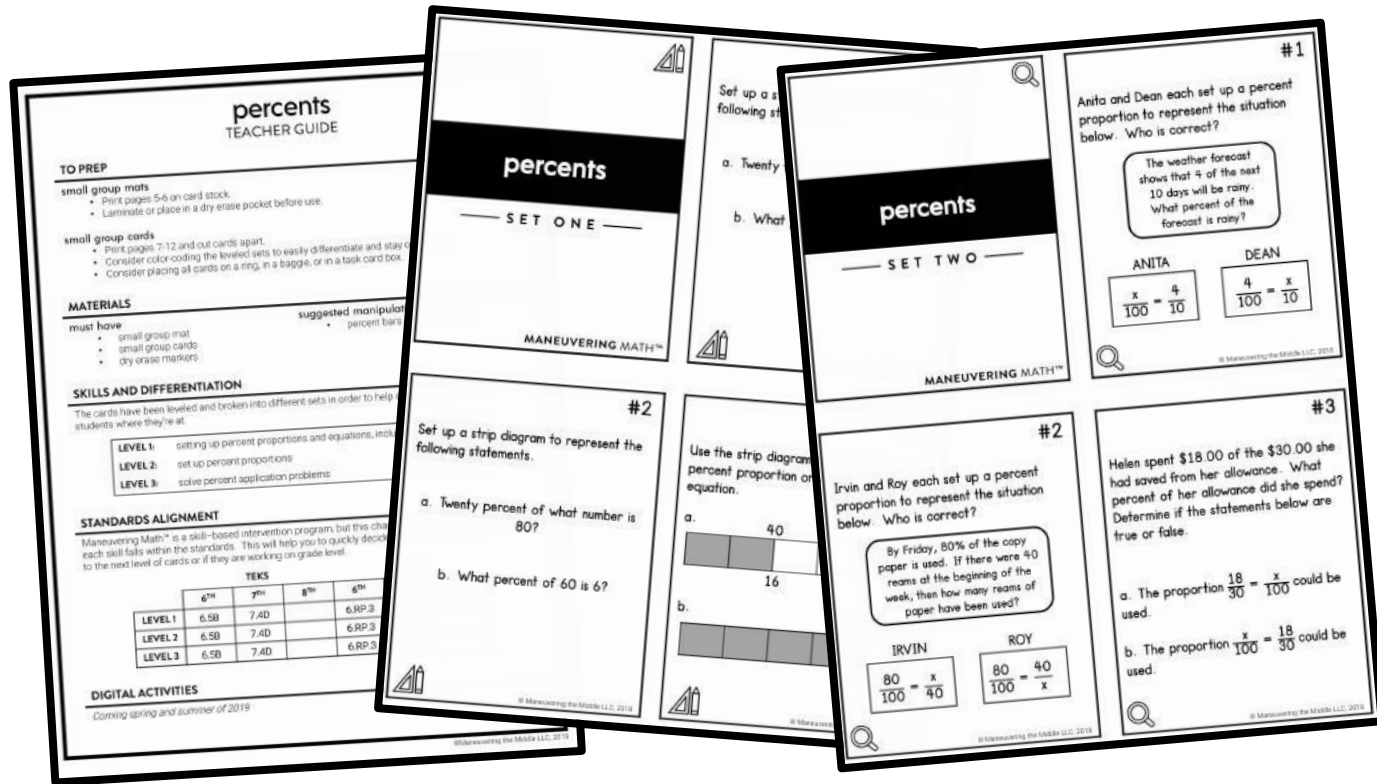 percents
TEACHER GUIDE
TO PREP
small group mats
• Print pages 5-6 on card stock.
• Laminate or place in a dry erase pocket before use.
small group cards
• Print pages 7-12 and cut cards apart.
• Consider color-coding the leveled sets to easily differentiate and stay o
• Consider placing all cards on a ring, in a baggie, or in a task card box.
MATERIALS
must have
• small group mat
• small group cards
• dry erase markers
suggested manipulat
• percent bars
SKILLS AND DIFFERENTIATION
The cards have been leveled and broken into different sets in order to help
students where they're at.
LEVEL 1: setting up percent proportions and equations, inclu
LEVEL 2: set up percent proportions
LEVEL 3: solve percent application problems
STANDARDS ALIGNMENT
Maneuvering Math™ is a skill-based intervention program, but this cha
each skill falls within the standards. This will help you to quickly decid
to the next level of cards or if they are working on grade level.
TEKS
6TH 7TH 8TH 6TH
LEVEL 1 6.5B 7.4D 6.RP.3
LEVEL 2 6.5B 7.4D 6.RP.3
LEVEL 3 6.5B 7.4D 6.RP.3
DIGITAL ACTIVITIES
Coming spring and summer of 2019
©Maneuvering the Middle LLC, 2019
percents
SET ONE
MANEUVERING MATH™
Set up a s
following st
a. Twenty
b. What
#2
Set up a strip diagram to represent the
following statements.
a. Twenty percent of what number is
80?
b. What percent of 60 is 6?
© Maneuvering the Middle LLC, 2018
Use the strip diagram
percent proportion or
equation.
a.
40
16
b.
© Maneuver
percents
SET TWO
MANEUVERING MATH™
#1
Anita and Dean each set up a percent
proportion to represent the situation
below. Who is correct?
The weather forecast
shows that 4 of the next
10 days will be rainy.
What percent of the
forecast is rainy?
ANITA
x/100 = 4/10
DEAN
4/100 = x/10
© Maneuvering the Middle LLC, 2018
#2
Irvin and Roy each set up a percent
proportion to represent the situation
below. Who is correct?
By Friday, 80% of the copy
paper is used. If there were 40
reams at the beginning of the
week, then how many reams of
paper have been used?
IRVIN
80/100 = x/40
ROY
80/100 = 40/x
© Maneuvering the Middle LLC, 2018
#3
Helen spent $18.00 of the $30.00 she
had saved from her allowance. What
percent of her allowance did she spend?
Determine if the statements below are
true or false.
a. The proportion 18/30 = x/100 could be
used.
b. The proportion x/100 = 18/30 could be
used.
© Maneuvering the Middle LLC, 2018